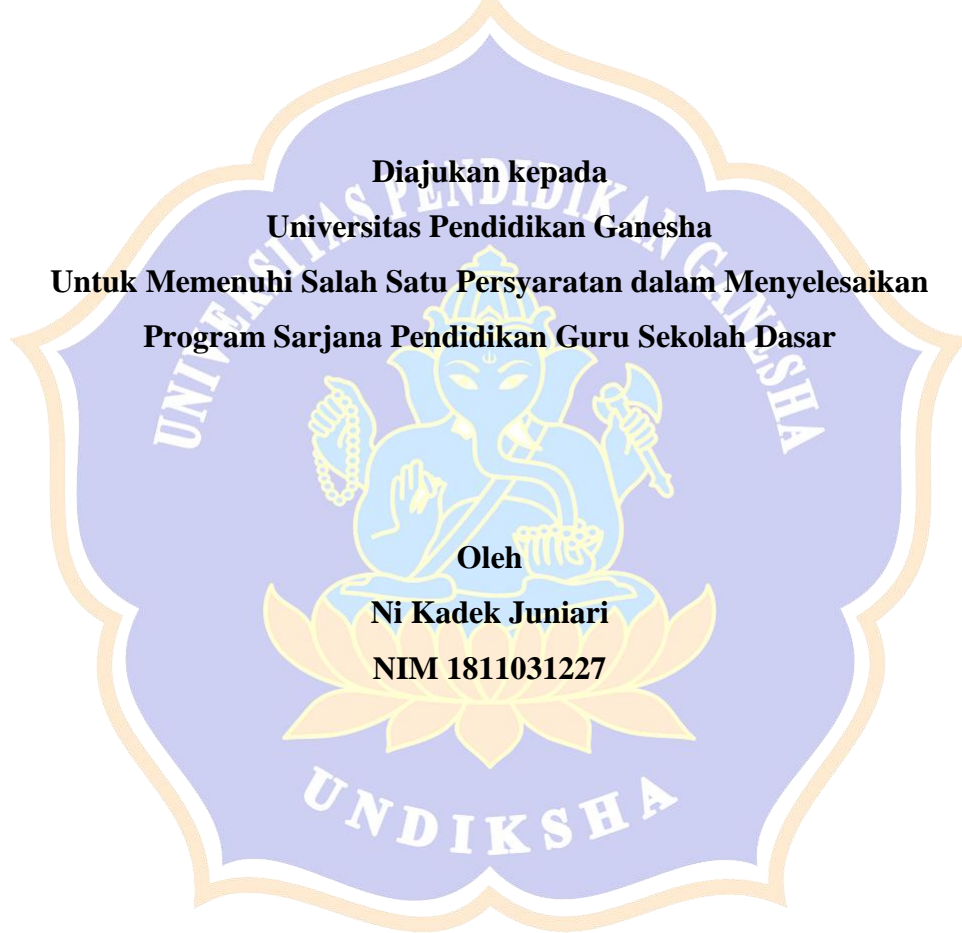 Diajukan kepada
Universitas Pendidikan Ganesha
Untuk Memenuhi Salah Satu Persyaratan dalam Menyelesaikan
Program Sarjana Pendidikan Guru Sekolah Dasar
UNIVERSITAS PENDIDIKAN GANESHA
Oleh
Ni Kadek Juniari
NIM 1811031227
UNDIKSHA